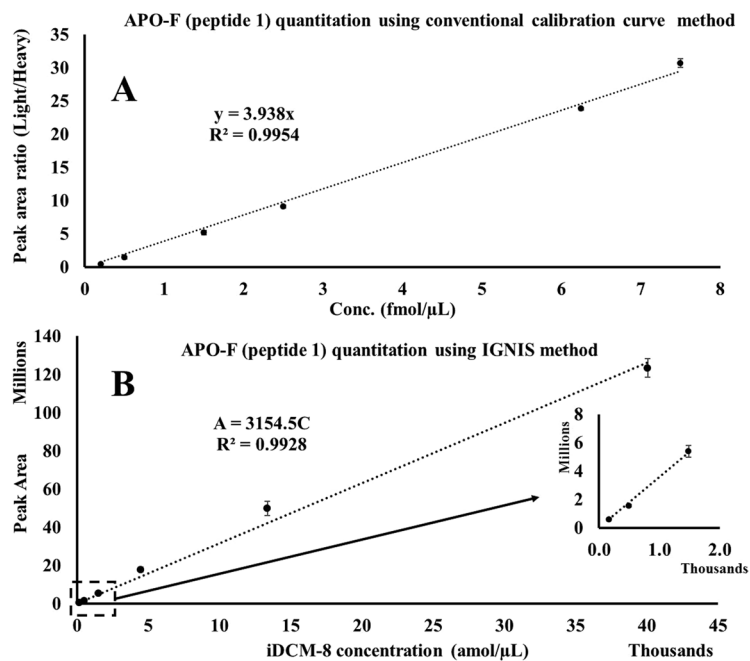 APO-F (peptide 1) quantitation using conventional calibration curve method
A
y = 3.938x
R² = 0.9954
Peak area ratio (Light/Heavy)
35
30
25
20
15
10
5
0
0 1 2 3 4 5 6 7 8
Conc. (fmol/µL)
APO-F (peptide 1) quantitation using IGNIS method
B
A = 3154.5C
R² = 0.9928
Peak Area
Millions
140
120
100
80
60
40
20
0
0 5 10 15 20 25 30 35 40 45
iDCM-8 concentration (amol/µL)
Thousands
Millions
8
6
4
2
0
0.0 1.0 2.0
Thousands